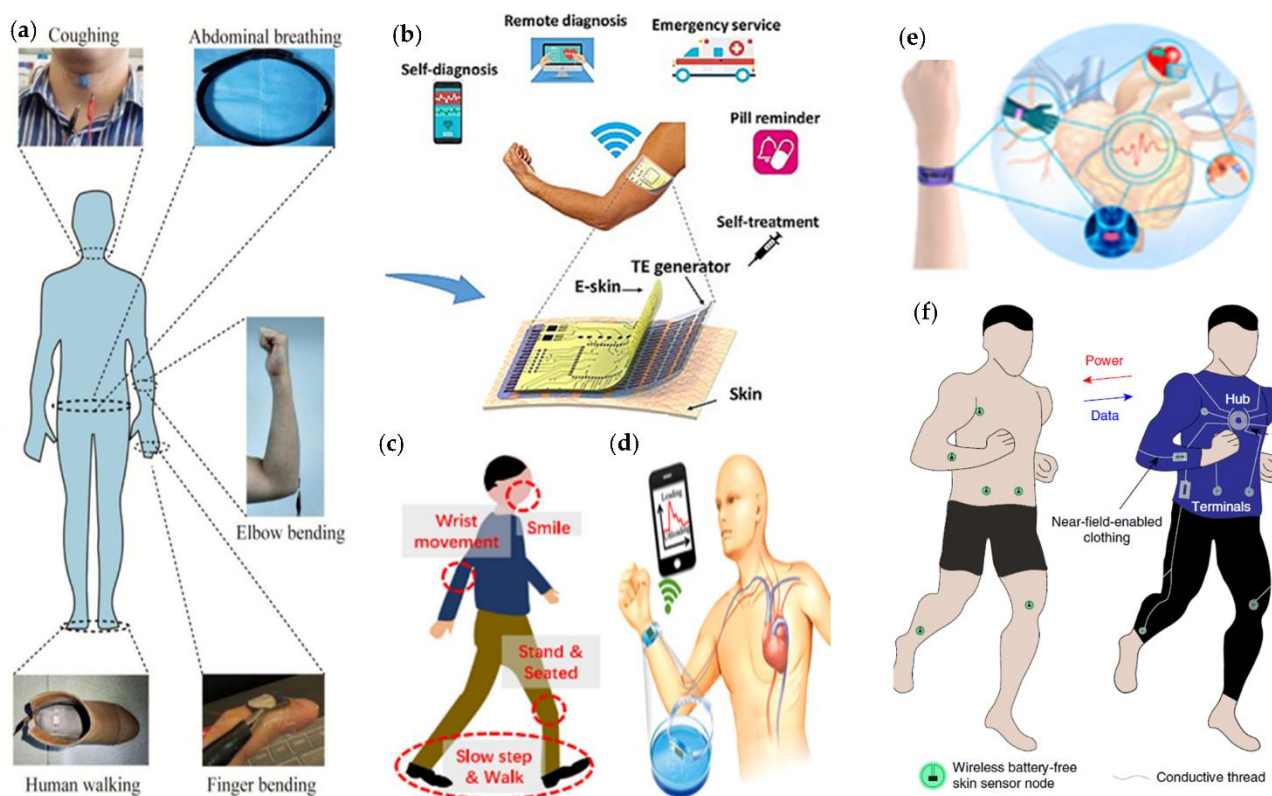 (a)
Coughing
Abdominal breathing
Elbow bending
Human walking
Finger bending
(b)
Remote diagnosis
Emergency service
Self-diagnosis
Pill reminder
Self-treatment
TE generator
E-skin
Skin
(c)
Wrist
movement
Smile
Stand &
Seated
Slow step
& Walk
(d)
Loading
Unloading
(e)
(f)
Power
Data
Hub
Terminals
Near-field-enabled
clothing
Wireless battery-free
skin sensor node
Conductive thread